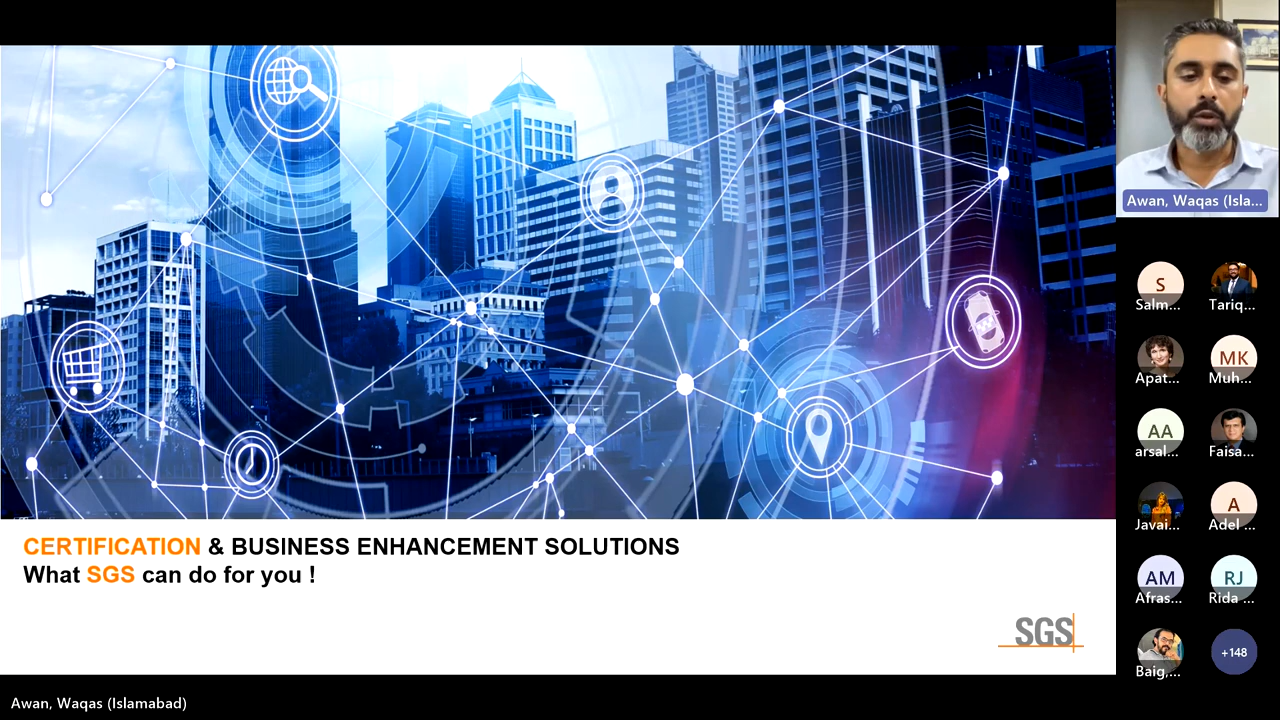 CERTIFICATION & BUSINESS ENHANCEMENT SOLUTIONS
What SGS can do for you !
SGS
Awan, Waqas (Islamabad)
Awan, Waqas (Isla...
S
Salm...
Tariq...
Apat...
MK
Muh...
AA
arsal...
Faisa...
Javai...
A
Adel ...
AM
Afras...
RJ
Rida ...
Baig,...
+148